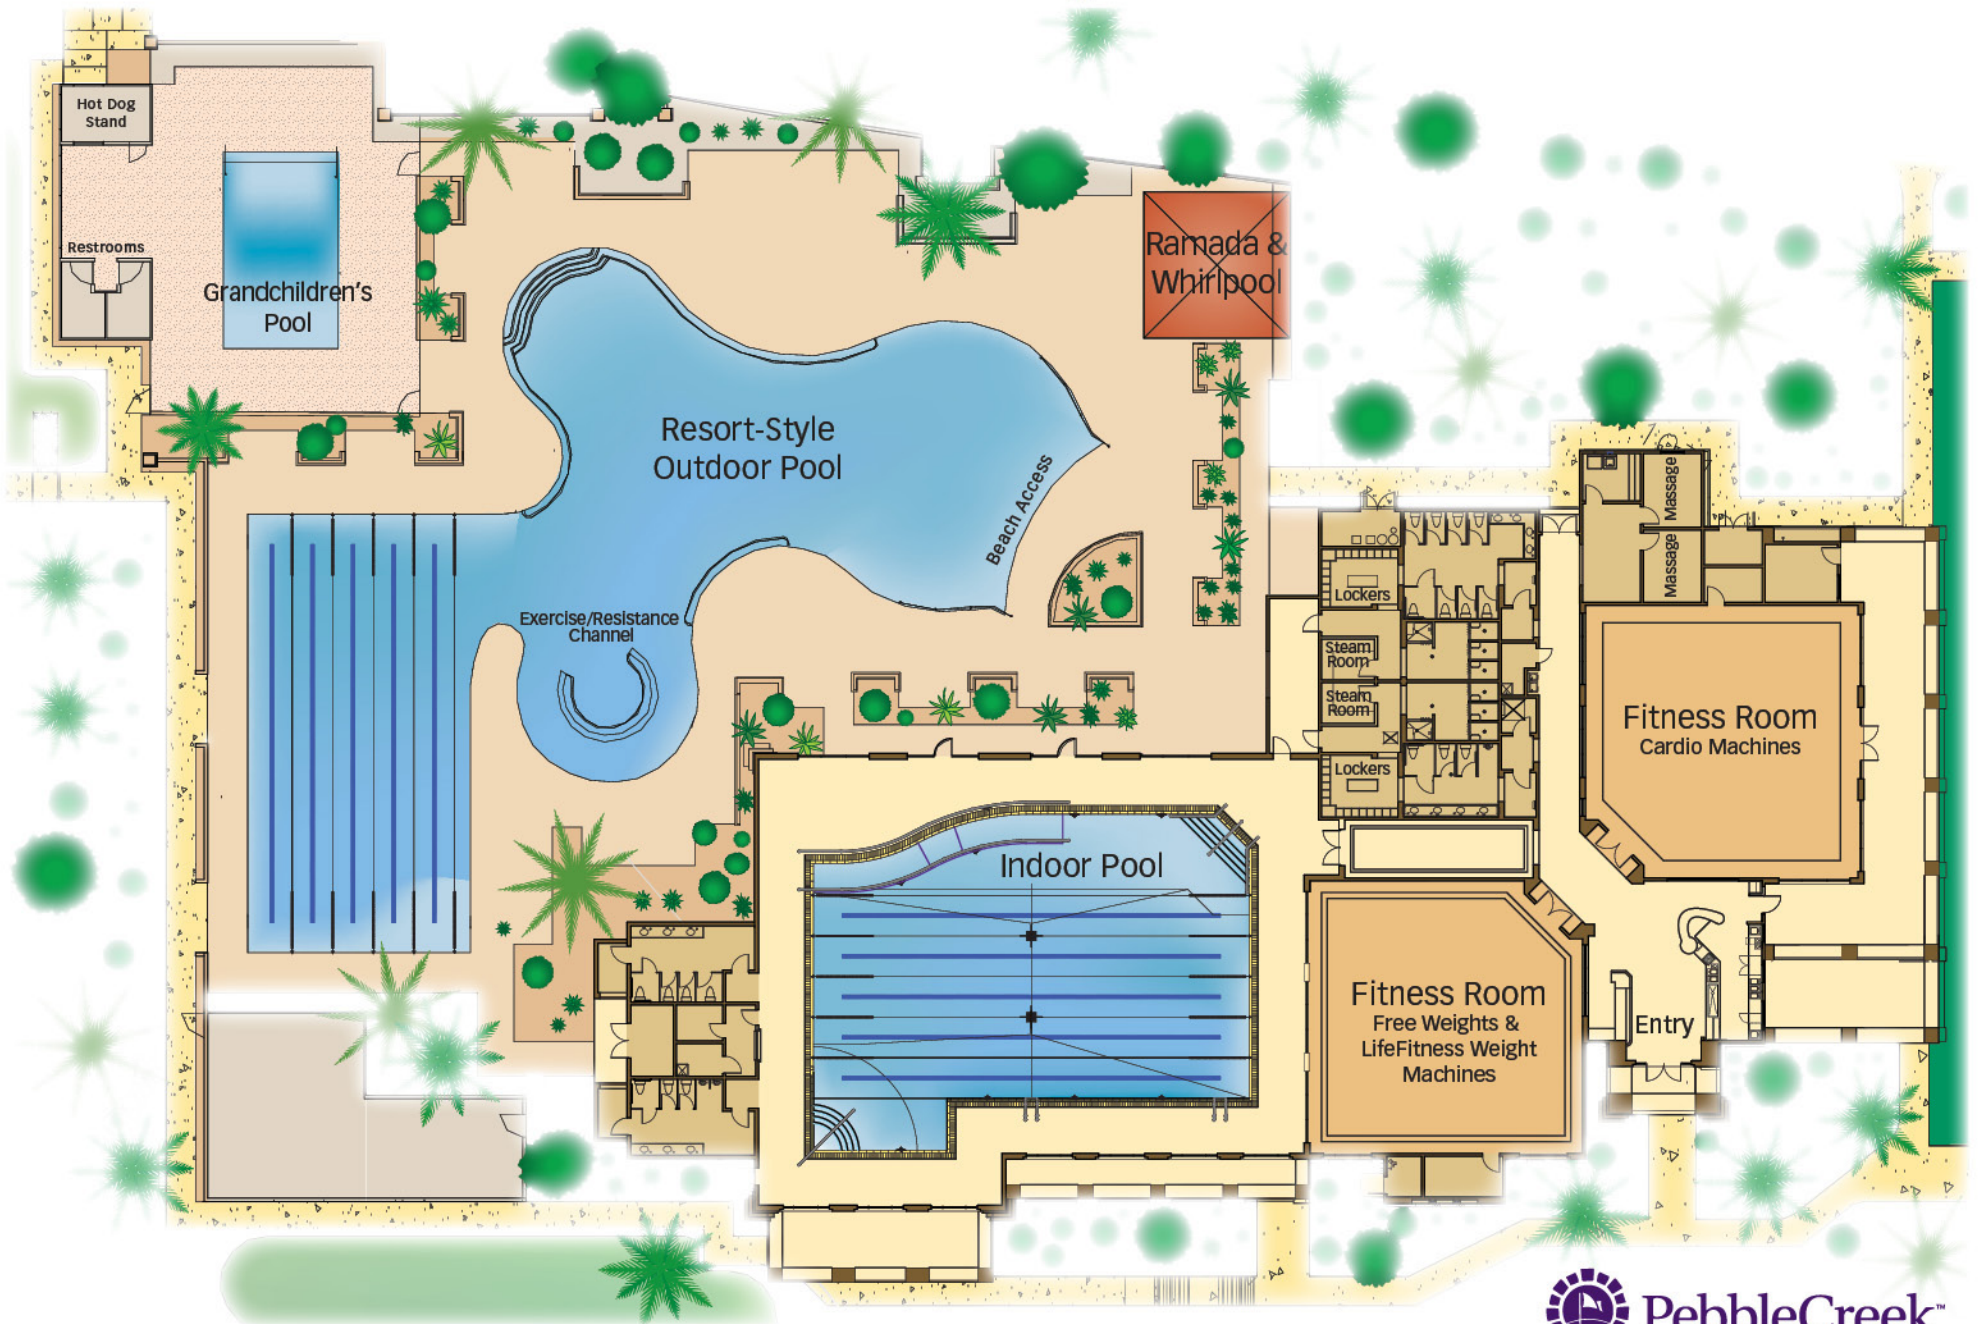 Hot Dog
Stand
Restrooms
Grandchildren's
Pool
Ramada &
Whirlpool
Resort-Style
Outdoor Pool
Beach Access
Exercise/Resistance
Channel
Massage
Massage
Lockers
Steam
Room
Steam
Room
Lockers
Fitness Room
Cardio Machines
Indoor Pool
Fitness Room
Free Weights &
LifeFitness Weight
Machines
Entry
PebbleCreek™